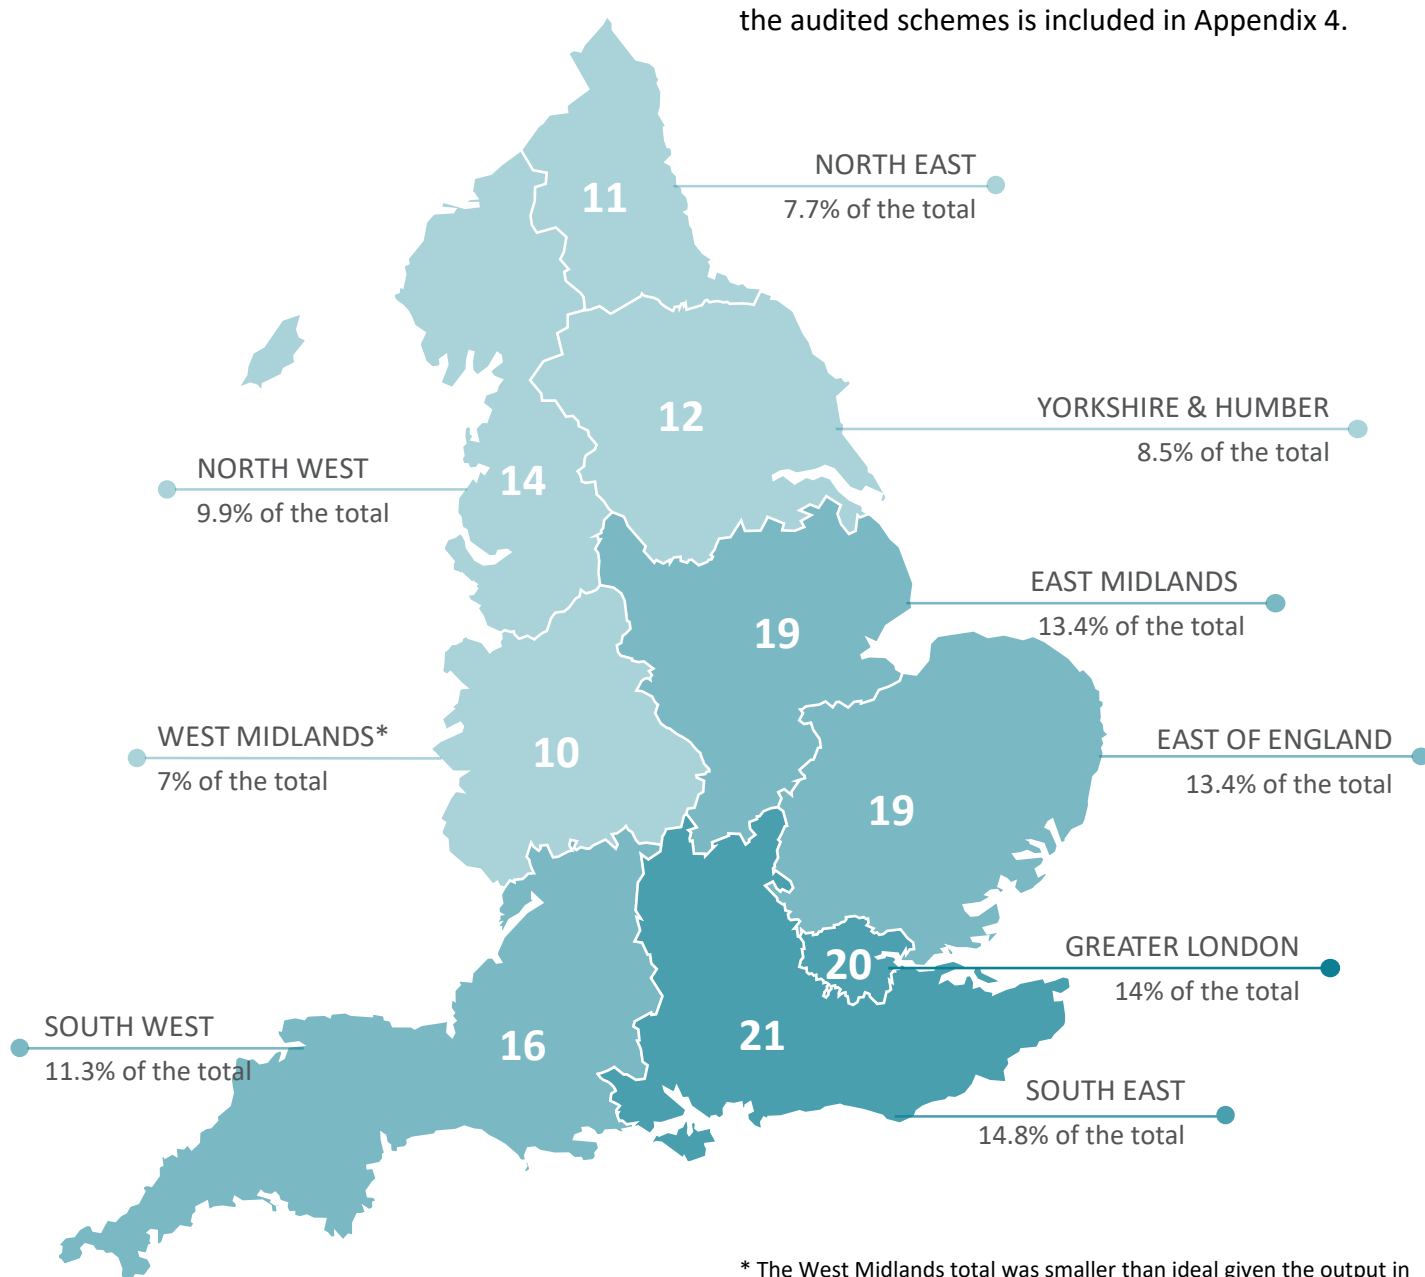 the audited schemes is included in Appendix 4.
NORTH EAST
7.7% of the total
11
YORKSHIRE & HUMBER
8.5% of the total
12
NORTH WEST
9.9% of the total
14
EAST MIDLANDS
13.4% of the total
19
WEST MIDLANDS*
7% of the total
10
EAST OF ENGLAND
13.4% of the total
19
GREATER LONDON
14% of the total
20
SOUTH WEST
11.3% of the total
16
21
SOUTH EAST
14.8% of the total
* The West Midlands total was smaller than ideal given the output in